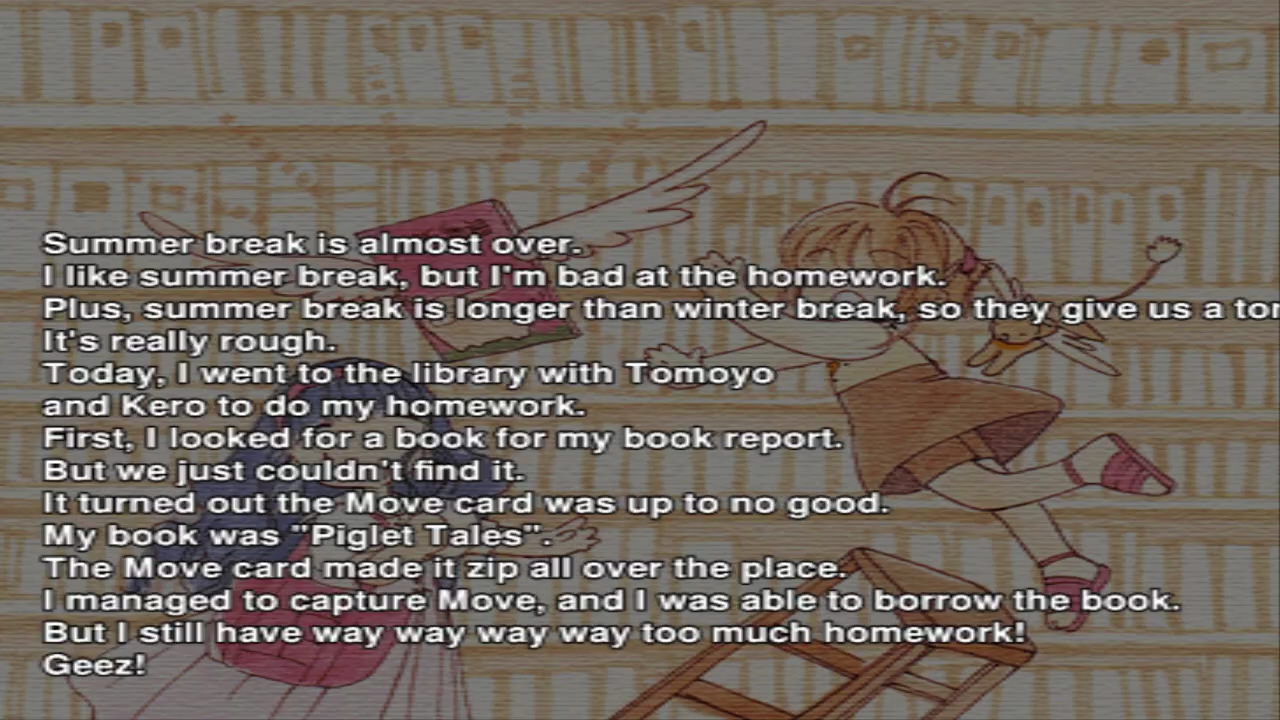 Summer break is almost over.
I like summer break, but I'm bad at the homework.
Plus, summer break is longer than winter break, so they give us a ton
It's really rough.
Today, I went to the library with Tomoyo
and Kero to do my homework.
First, I looked for a book for my book report.
But we just couldn't find it.
It turned out the Move card was up to no good.
My book was "Piglet Tales".
The Move card made it zip all over the place.
I managed to capture Move, and I was able to borrow the book.
But I still have way way way way too much homework!
Geez!